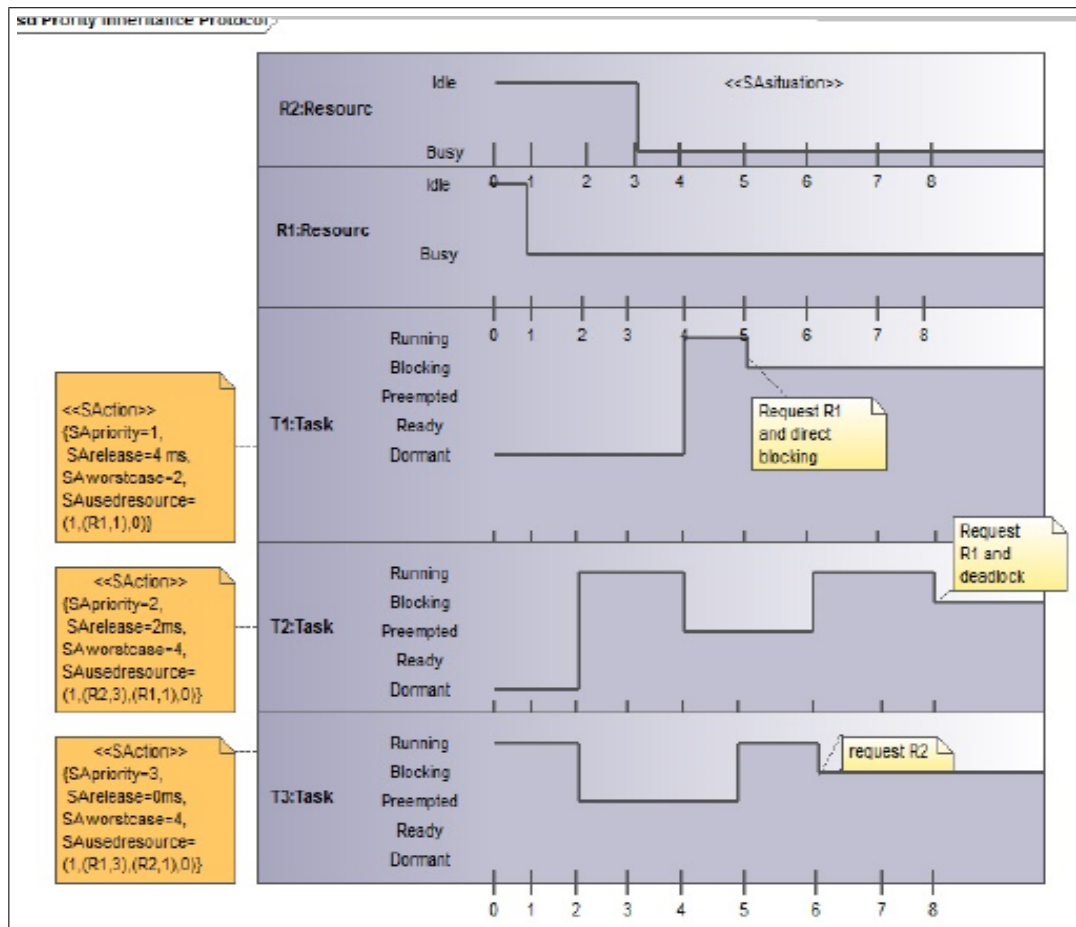 sd Prority Inheritance Protocol
Idle
<<SAsituation>>
R2:Resourc
Busy
0 1 2 3 4 5 6 7 8
Idle
R1:Resourc
Busy
0 1 2 3 4 5 6 7 8
Running
Blocking
Preempted
T1:Task
Ready
Dormant
Request R1
and direct
blocking
<<SAction>>
{SApriority=1,
SArelease=4 ms,
SAworstcase=2,
SAusedresource=
(1,(R1,1),0)}
Request
R1 and
deadlock
Running
Blocking
T2:Task
Preempted
Ready
Dormant
<<SAction>>
{SApriority=2,
SArelease=2ms,
SAworstcase=4,
SAusedresource=
(1,(R2,3),(R1,1),0)}
Running
Blocking
T3:Task
Preempted
Ready
Dormant
request R2
<<SAction>>
{SApriority=3,
SArelease=0ms,
SAworstcase=4,
SAusedresource=
(1,(R1,3),(R2,1),0)}
0 1 2 3 4 5 6 7 8